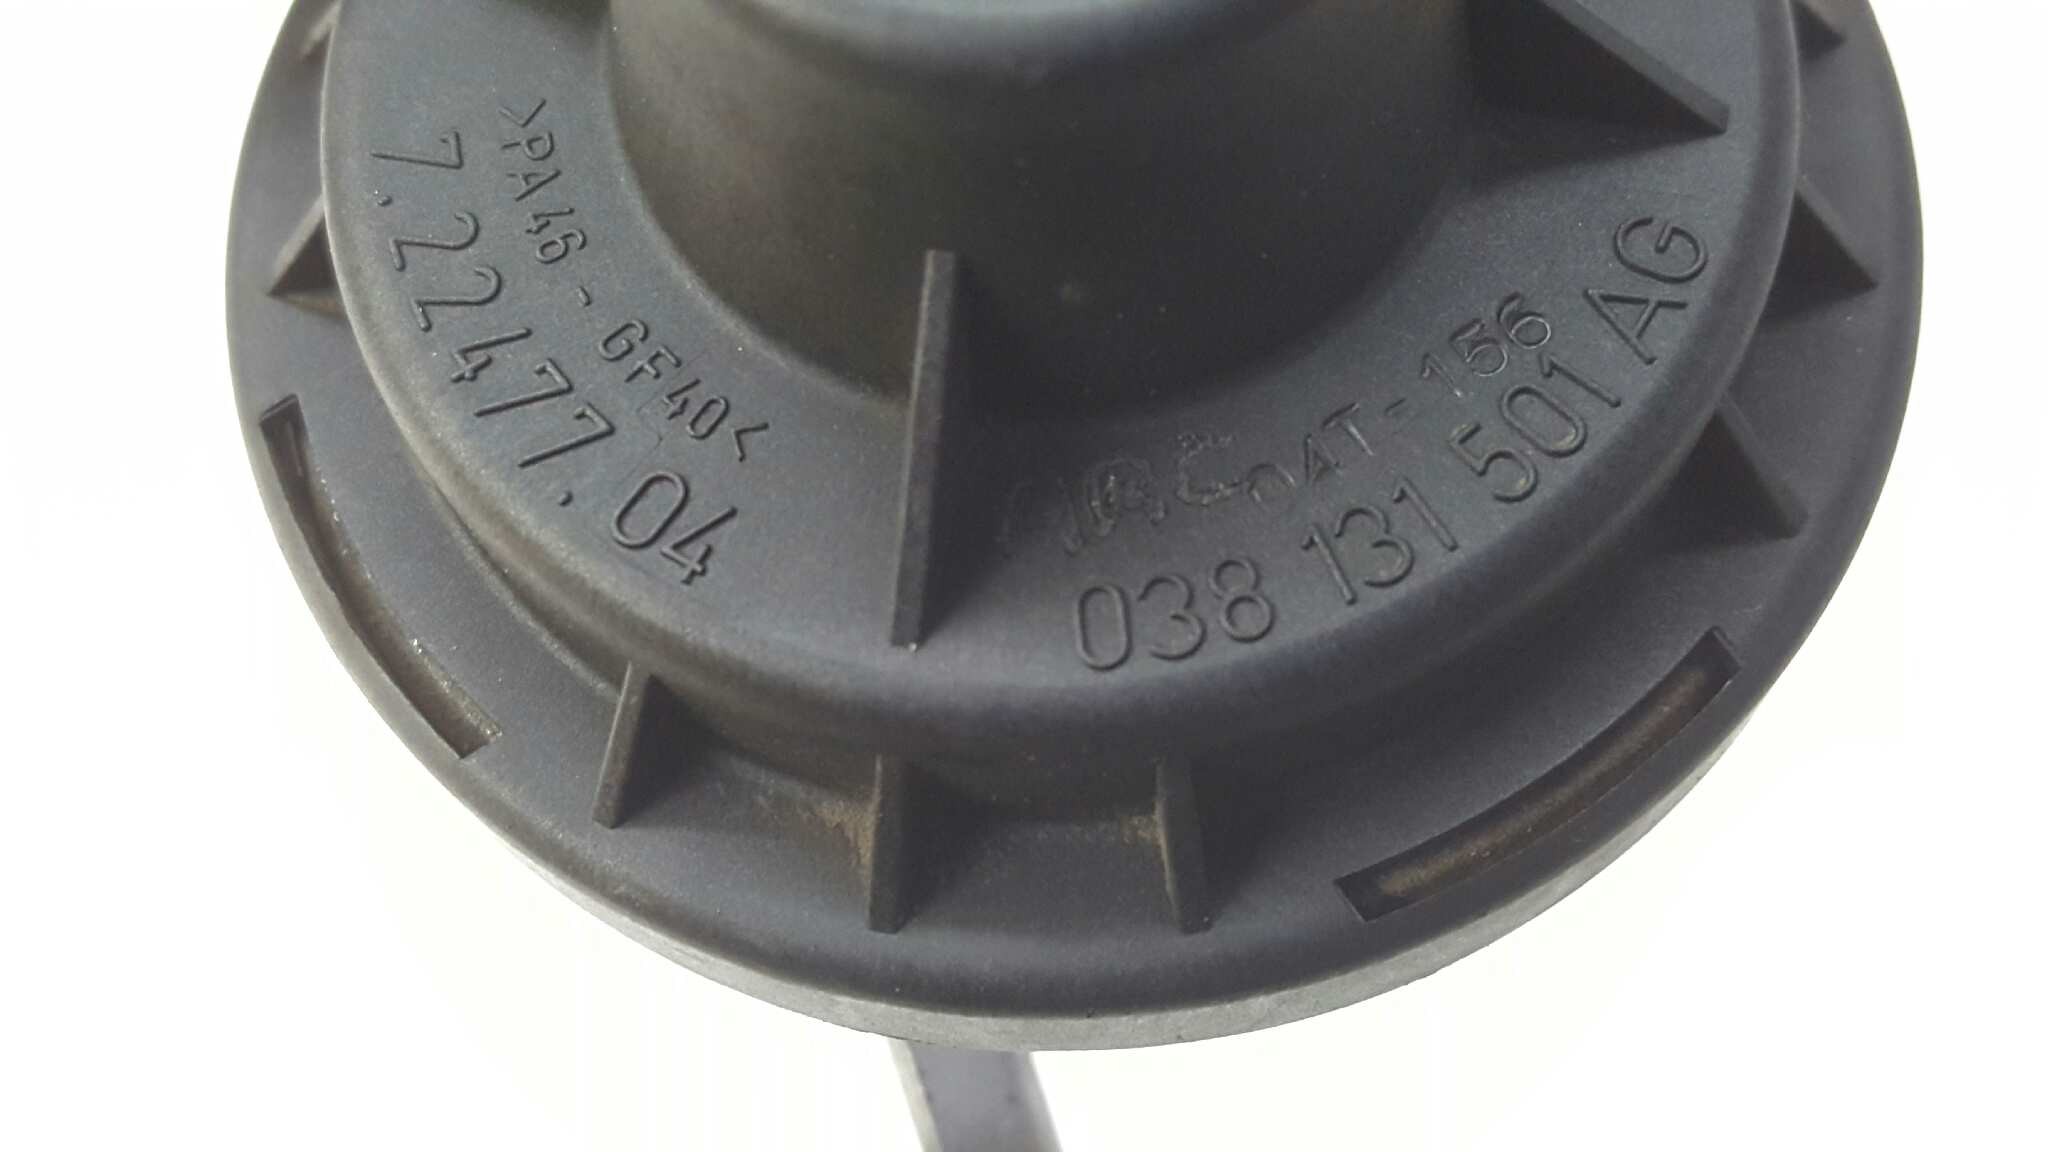 >PA46-GF40<
7.22477.04
04T-156
038 131 501 AG